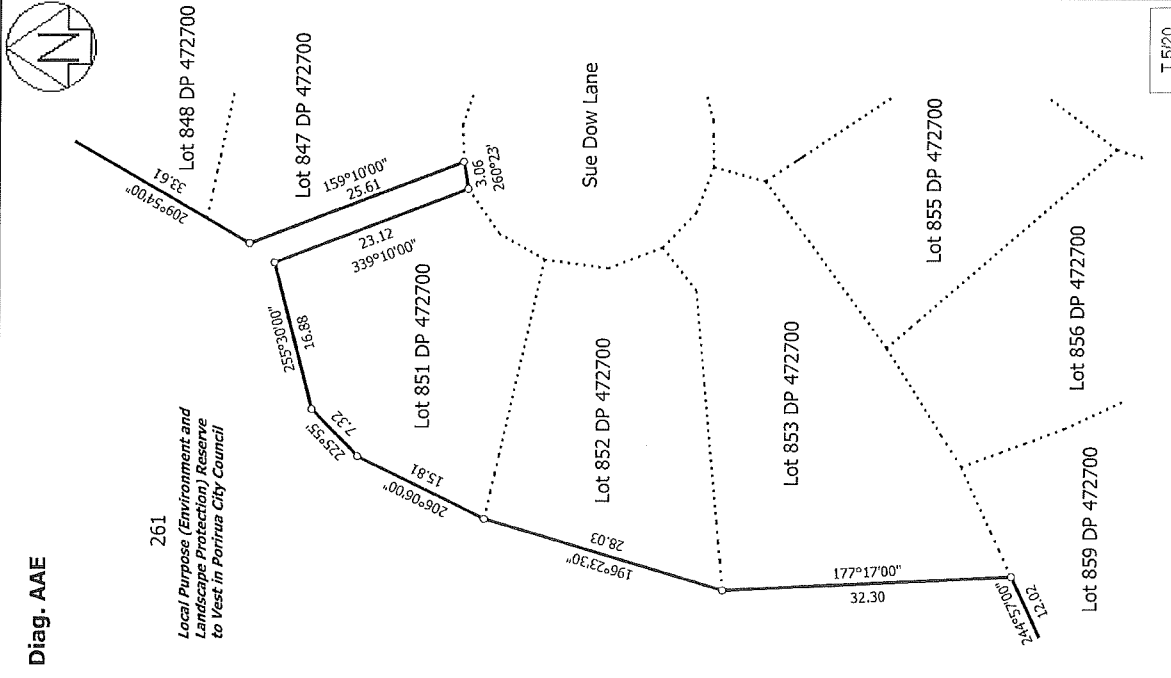 Diag. AAE
N
261
Local Purpose (Environment and
Landscape Protection) Reserve
to Vest in Porirua City Council
Lot 848 DP 472700
209°54'00"
33.61
Lot 847 DP 472700
159°10'00"
25.61
3.06
260°23'
23.12
339°10'00"
255°30'00"
16.88
Lot 851 DP 472700
225°55'
7.32
206°06'00"
15.81
Sue Dow Lane
Lot 852 DP 472700
196°23'30"
28.03
Lot 853 DP 472700
177°17'00"
32.30
Lot 855 DP 472700
Lot 856 DP 472700
244°57'00"
12.02
Lot 859 DP 472700
T 5/20